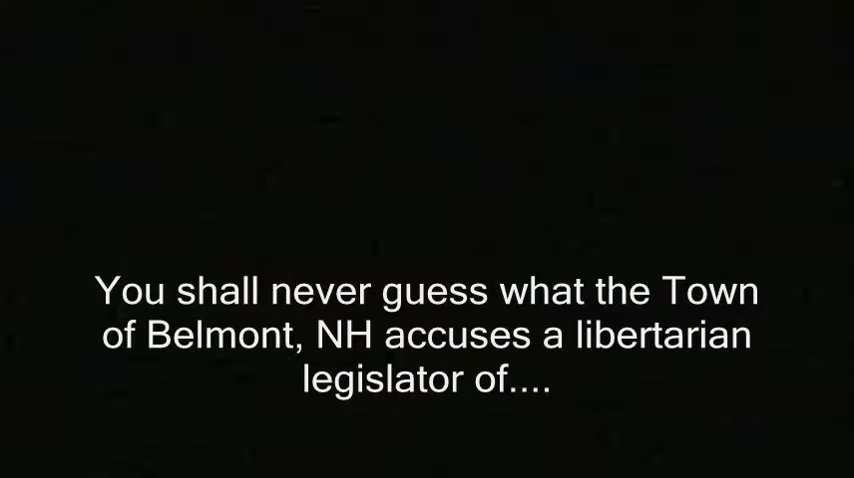 You shall never guess what the Town
of Belmont, NH accuses a libertarian
legislator of....